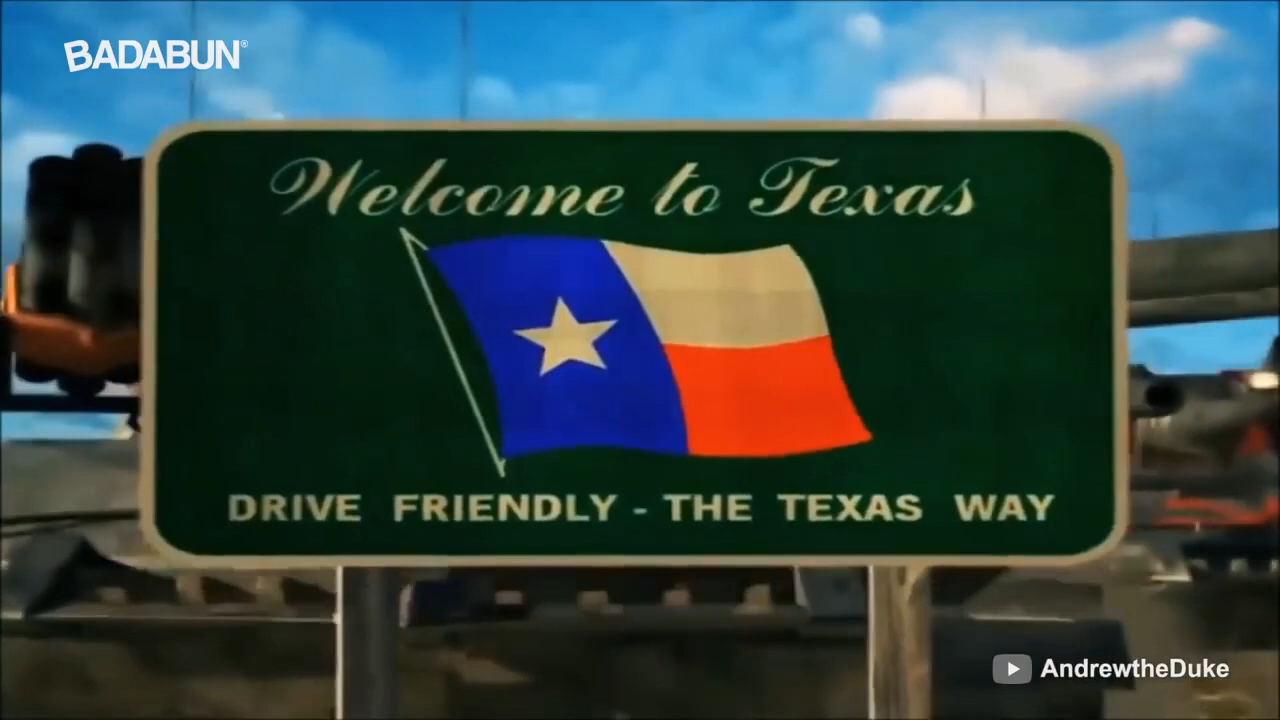 BADABUN®
Welcome to Texas
DRIVE FRIENDLY - THE TEXAS WAY
AndrewtheDuke